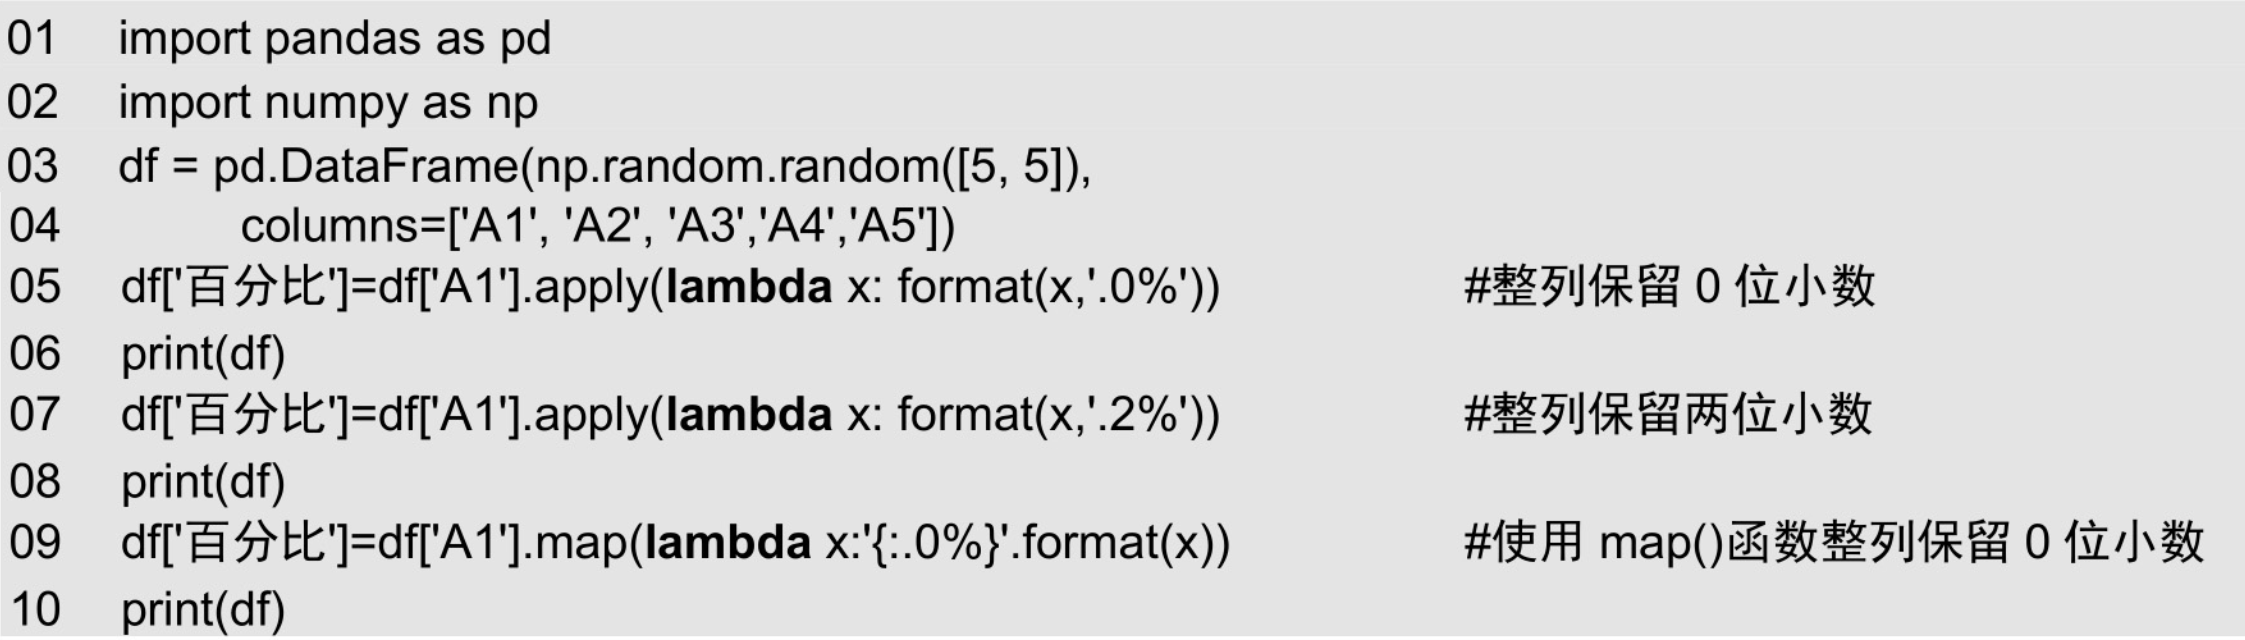 01 import pandas as pd
02 import numpy as np
03 df = pd.DataFrame(np.random.random([5, 5]),
04 columns=['A1', 'A2', 'A3','A4','A5'])
05 df['百分比']=df['A1'].apply(lambda x: format(x,'.0%')) #整列保留 0 位小数
06 print(df)
07 df['百分比']=df['A1'].apply(lambda x: format(x,'.2%')) #整列保留两位小数
08 print(df)
09 df['百分比']=df['A1'].map(lambda x:'{:.0%}'.format(x)) #使用 map()函数整列保留 0 位小数
10 print(df)